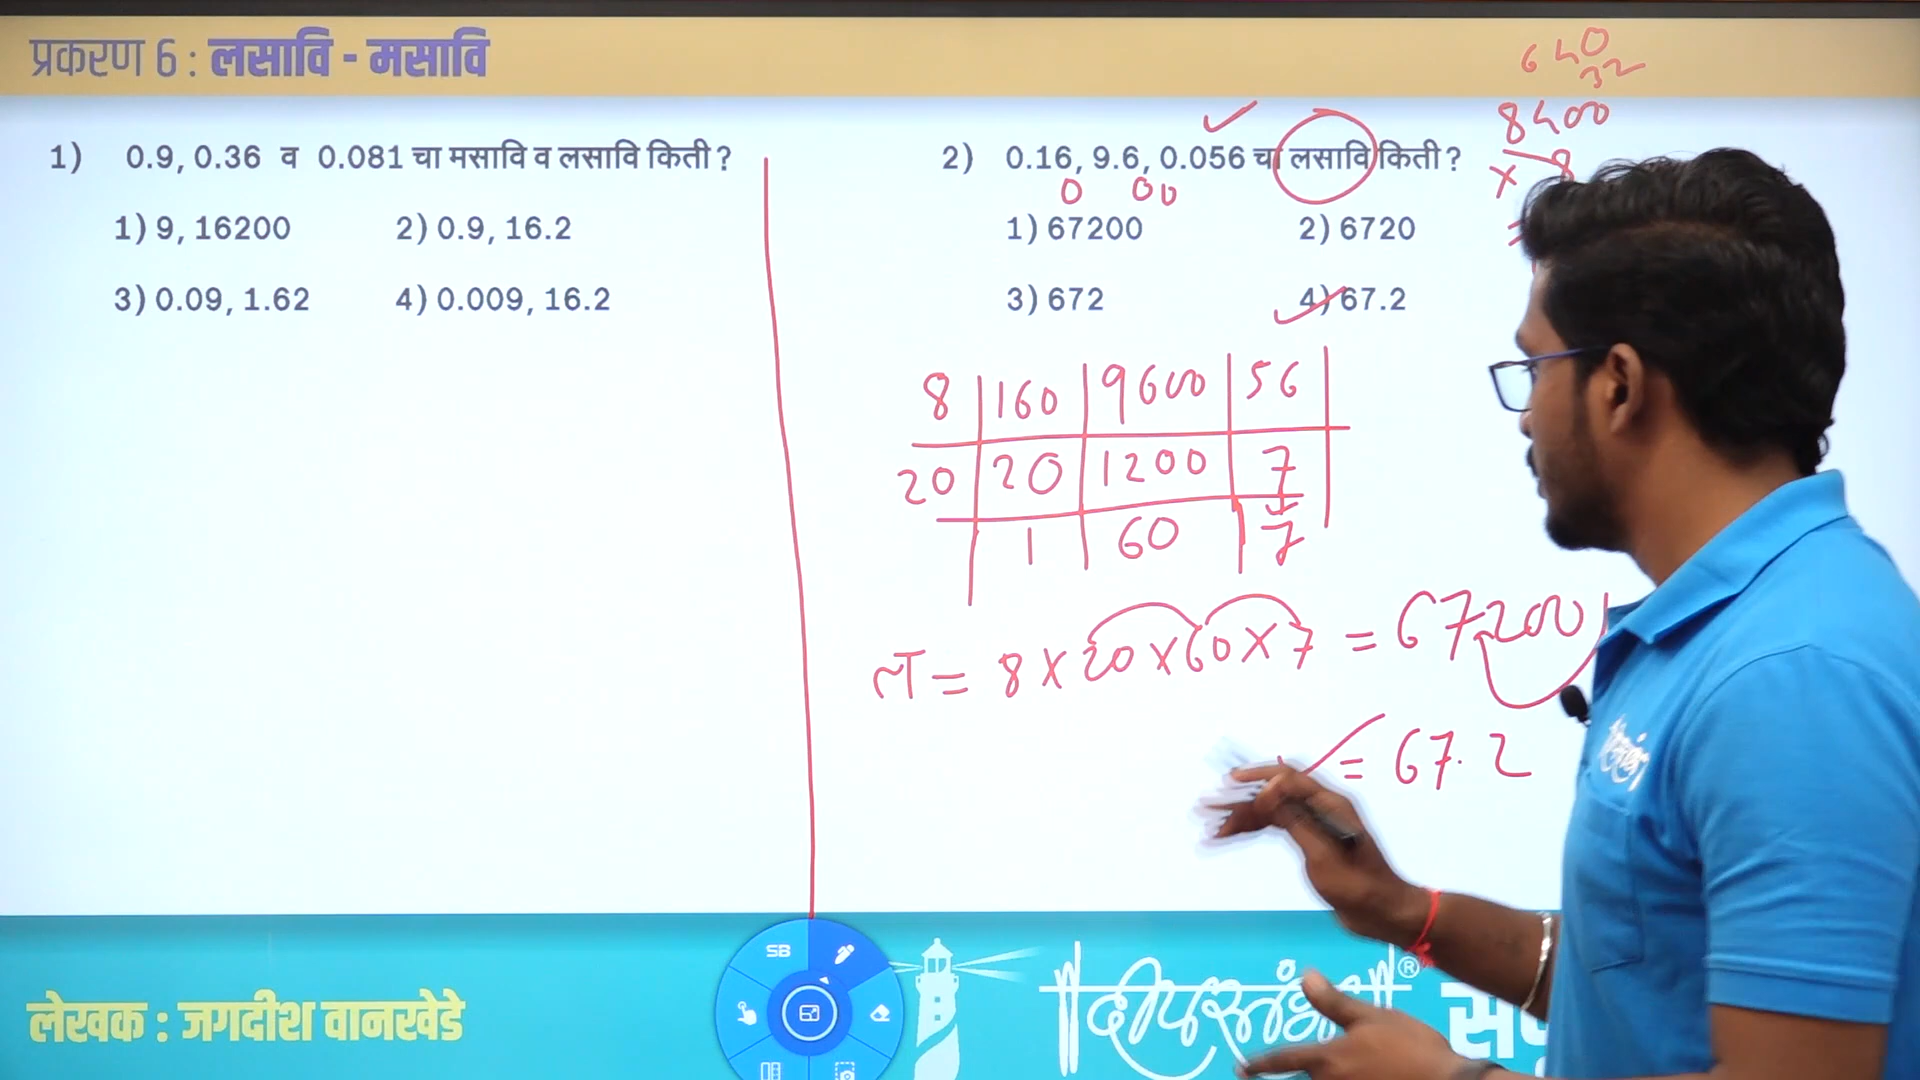 प्रकरण 6 : लसावि - मसावि
1) 0.9, 0.36 व 0.081 चा मसावि व लसावि किती ?
1) 9, 16200 2) 0.9, 16.2
3) 0.09, 1.62 4) 0.009, 16.2
2) 0.16, 9.6, 0.056 चा लसावि किती ?
0 00
1) 67200 2) 6720
3) 672 4) 67.2
8 160 9600 56
20 20 1200 7
1 60 7
ल = 8 x 20 x 60 x 7 = 67200
= 67.2
8400
x 8
लेखक : जगदीश वानखेडे
SB
दीपस्तंभ ®